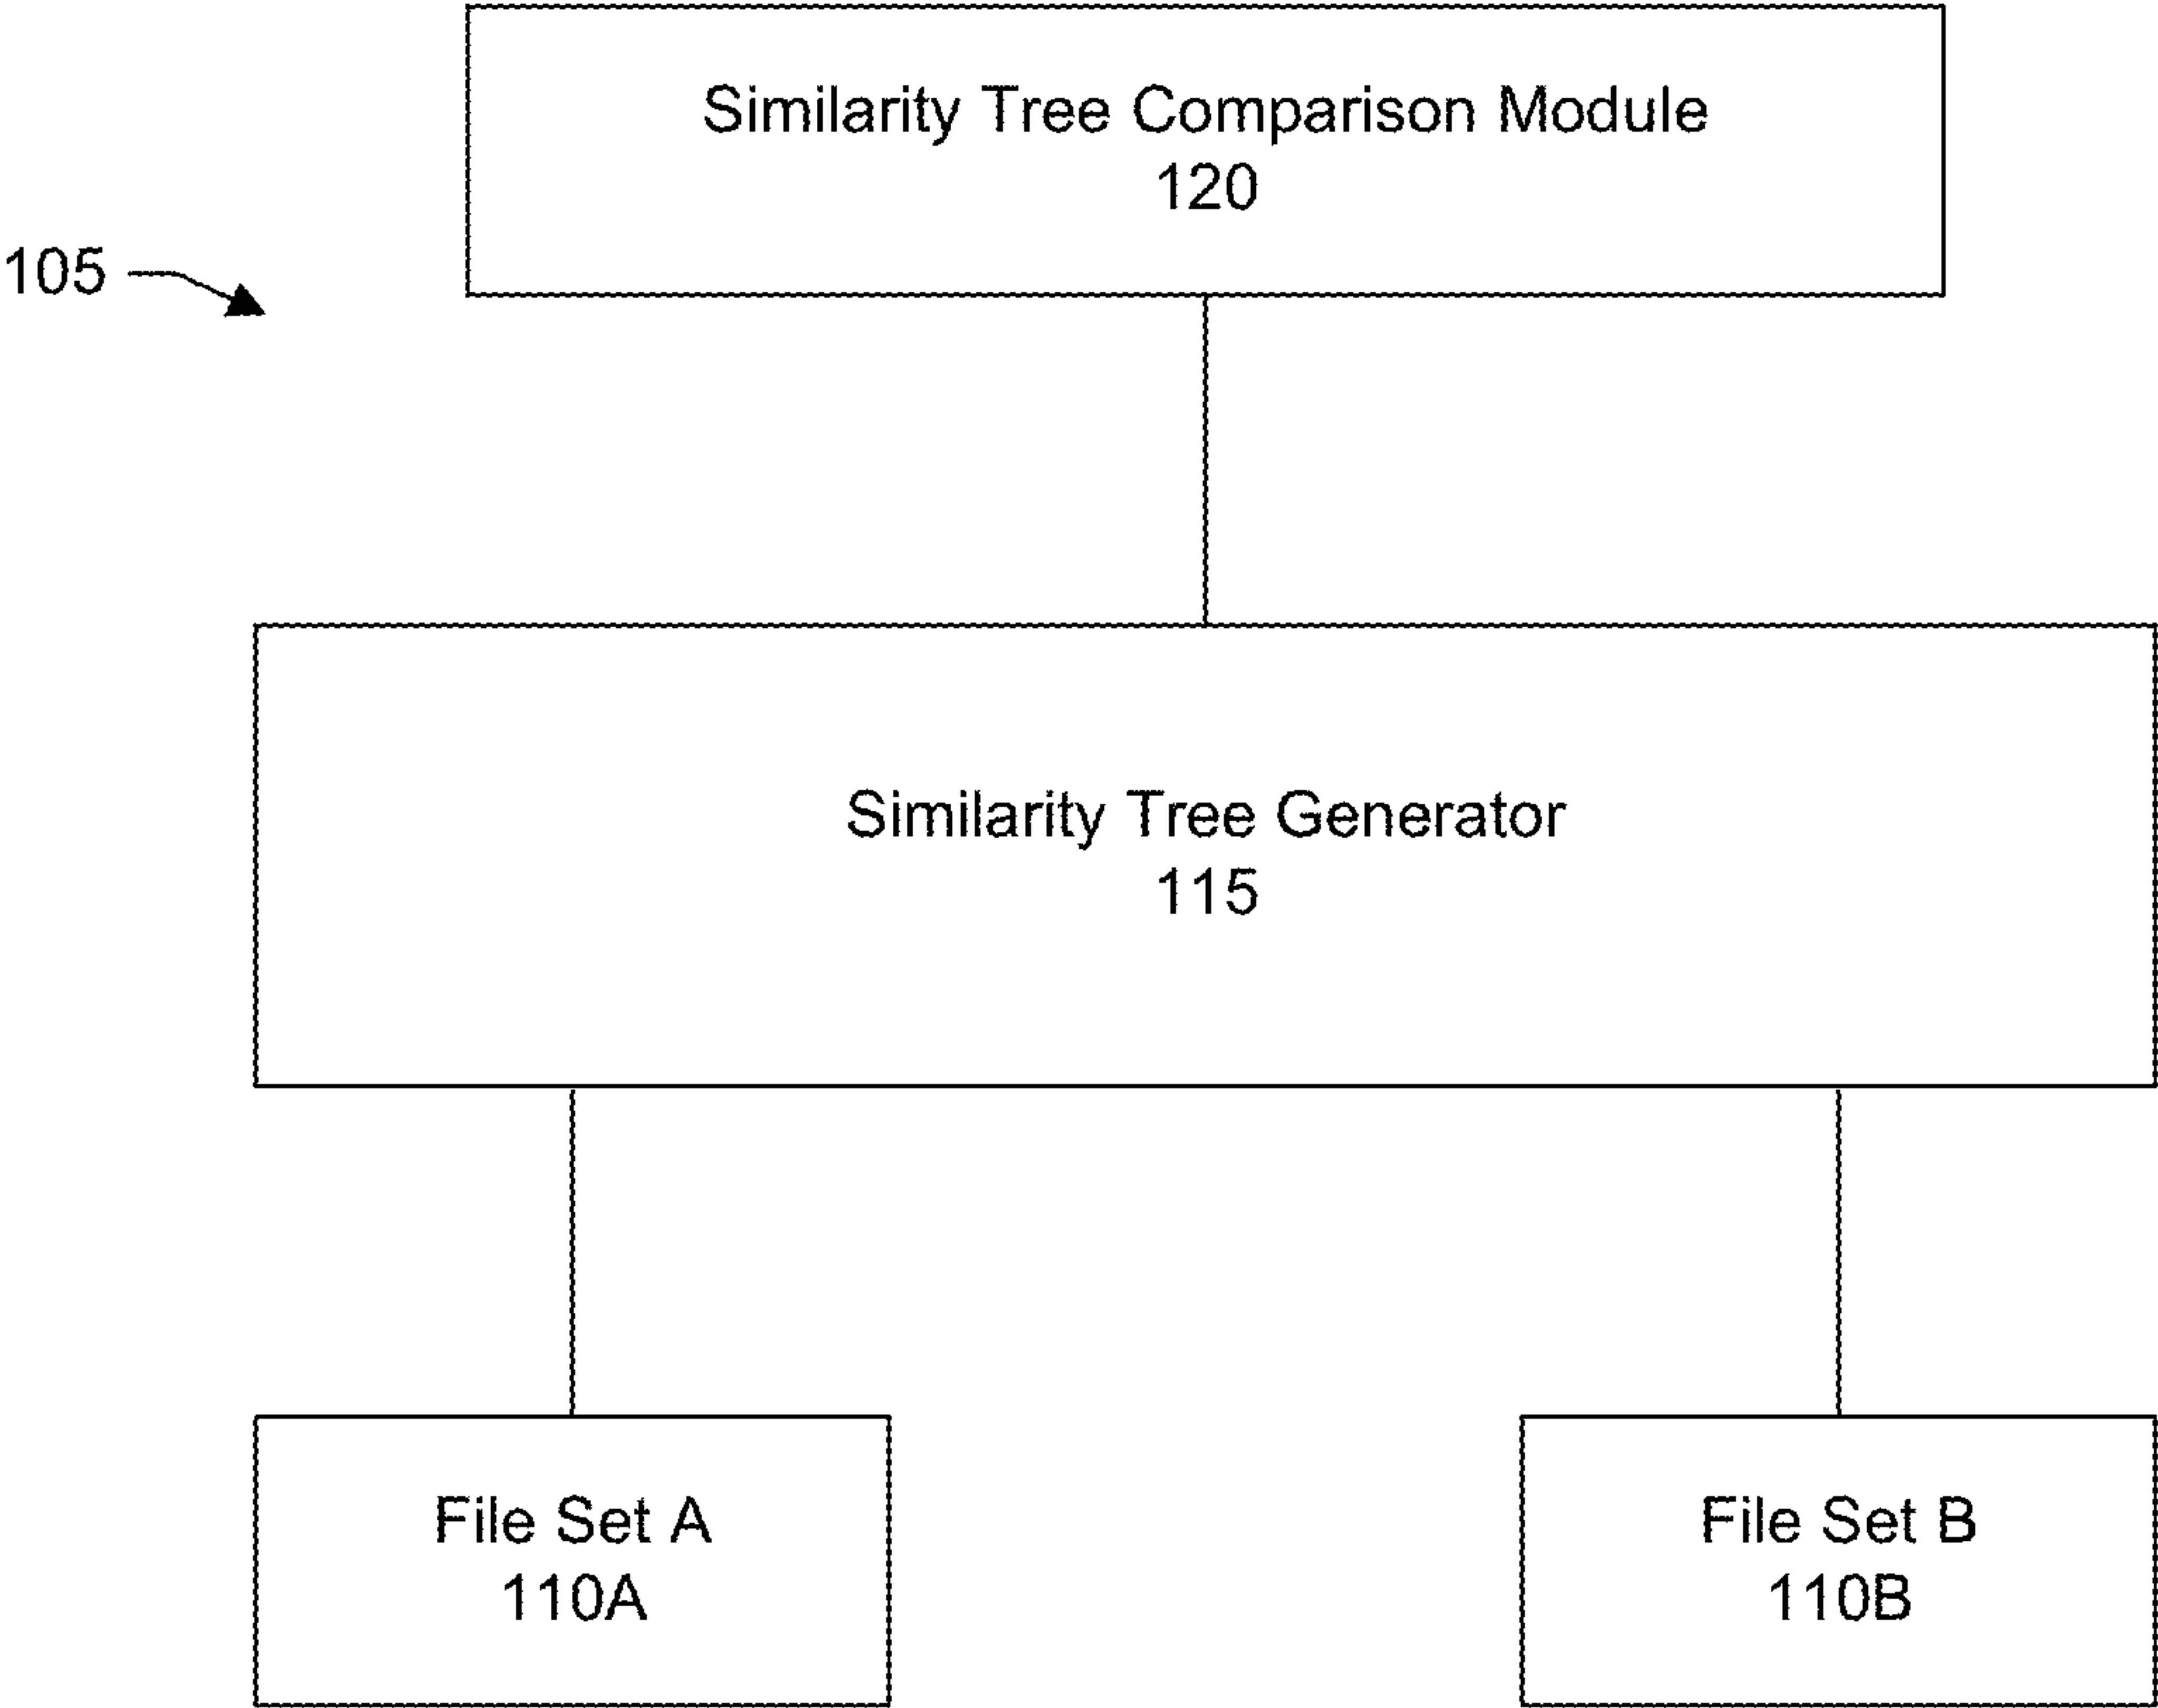 Similarity Tree Comparison Module
120
105
Similarity Tree Generator
115
File Set A
110A
File Set B
110B